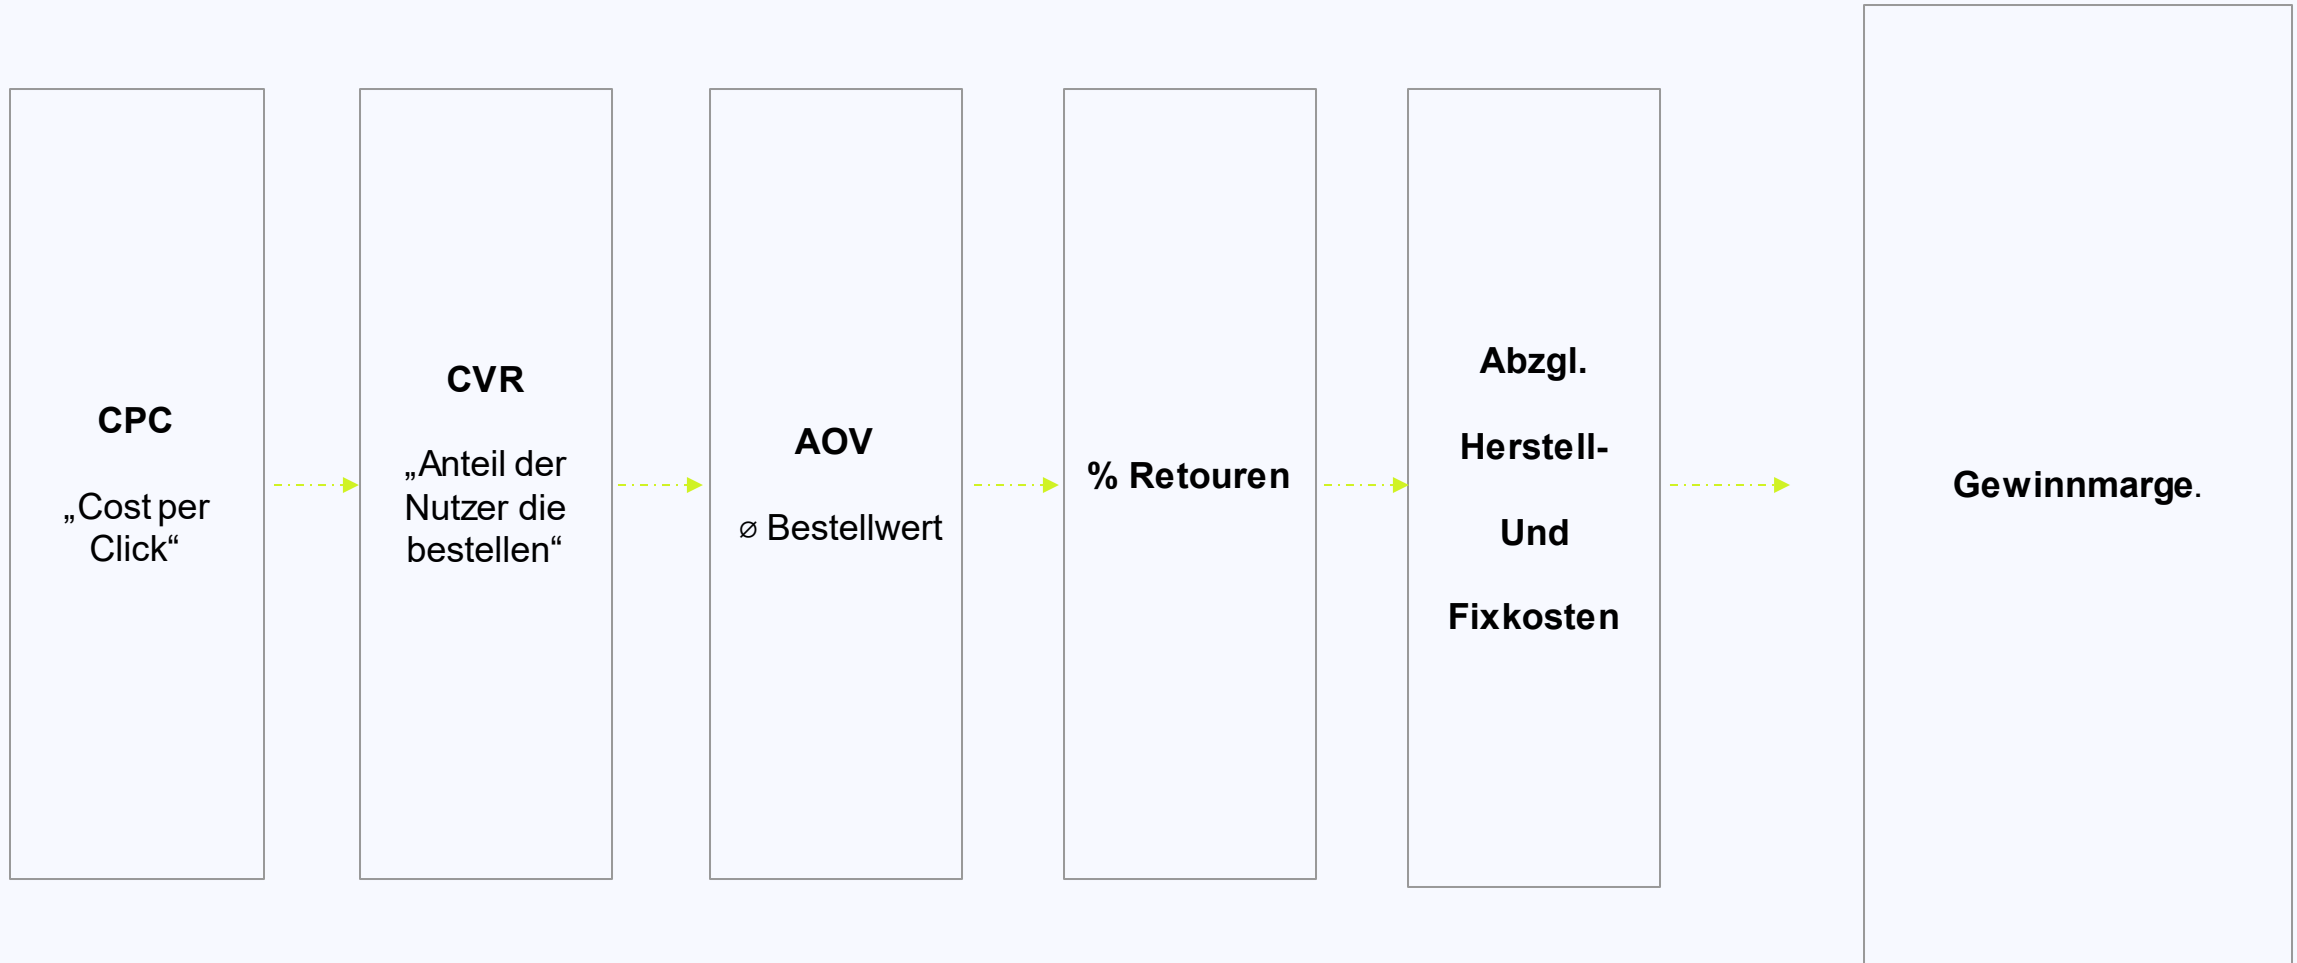 CPC
„Cost per
Click“
CVR
„Anteil der
Nutzer die
bestellen“
AOV
⌀ Bestellwert
% Retouren
Abzgl.
Herstell-
Und
Fixkosten
Gewinnmarge.